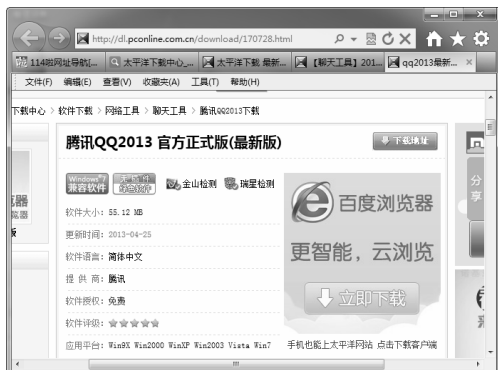 http://dl.pconline.com.cn/download/170728.html
114啦网址导航[... 太平洋下载中心_... 太平洋下载 最新... 【聊天工具】201... qq2013最新...
文件(F) 编辑(E) 查看(V) 收藏夹(A) 工具(T) 帮助(H)
下载中心 > 软件下载 > 网络工具 > 聊天工具 > 腾讯QQ2013下载
腾讯QQ2013 官方正式版(最新版)
下载地址
Windows 7
兼容软件
绿色软件
金山检测 瑞星检测
软件大小: 55.12 MB
更新时间: 2013-04-25
软件语言: 简体中文
提 供 商: 腾讯
软件授权: 免费
软件评级:
应用平台: Win9X Win2000 WinXP Win2003 Vista Win7
百度浏览器
更智能，云浏览
立即下载
手机也能上太平洋网站 点击下载客户端
分享
览器